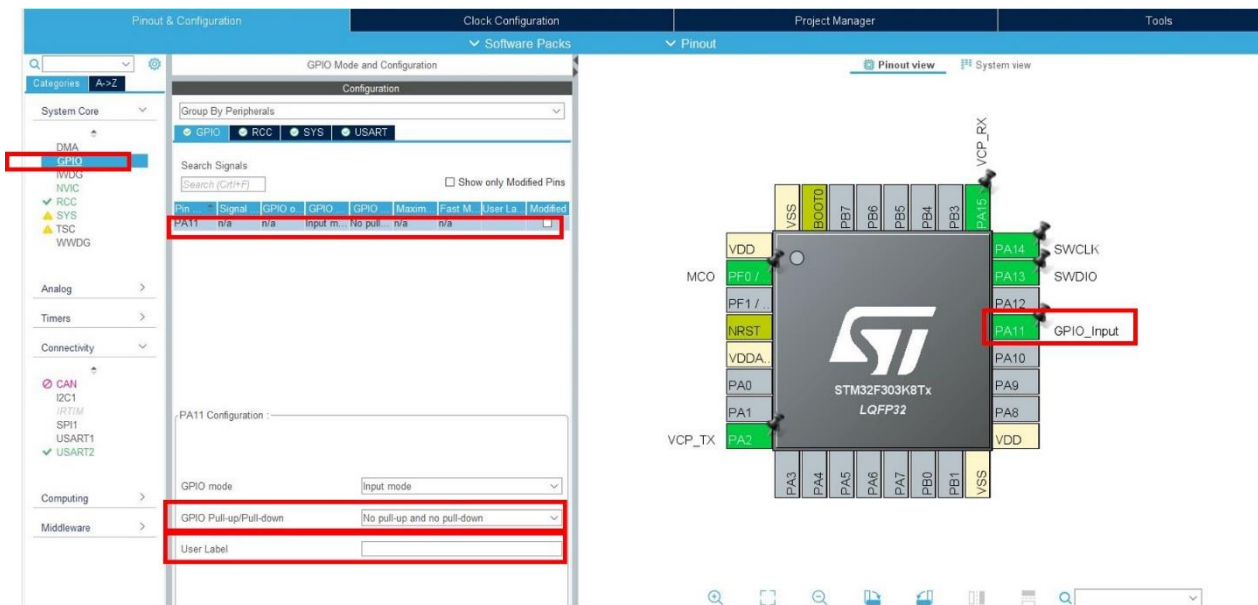 Pinout & Configuration
Clock Configuration
Project Manager
Tools
Software Packs
Pinout
Categories
A->Z
System Core
DMA
GPIO
IWDG
NVIC
RCC
SYS
TSC
WWDG
Analog
Timers
Connectivity
CAN
I2C1
IRTIM
SPI1
USART1
USART2
Computing
Middleware
GPIO Mode and Configuration
Configuration
Group By Peripherals
GPIO
RCC
SYS
USART
Search Signals
Search (Crtl+F)
Show only Modified Pins
Pin ... Signal... GPIO o... GPIO ... GPIO ... Maxim... Fast M... User La... Modified
PA11 n/a n/a Input m... No pull... n/a n/a
PA11 Configuration :
GPIO mode Input mode
GPIO Pull-up/Pull-down No pull-up and no pull-down
User Label
Pinout view
System view
VCP_RX
VSS
BOOT0
PB7
PB6
PB5
PB4
PB3
PA15
VDD
MCO PF0 / ..
PF1 / ..
NRST
VDDA..
PA0
PA1
VCP_TX PA2
STM32F303K8Tx
LQFP32
PA14 SWCLK
PA13 SWDIO
PA12
PA11 GPIO_Input
PA10
PA9
PA8
VDD
PA3
PA4
PA5
PA6
PA7
PB0
PB1
VSS